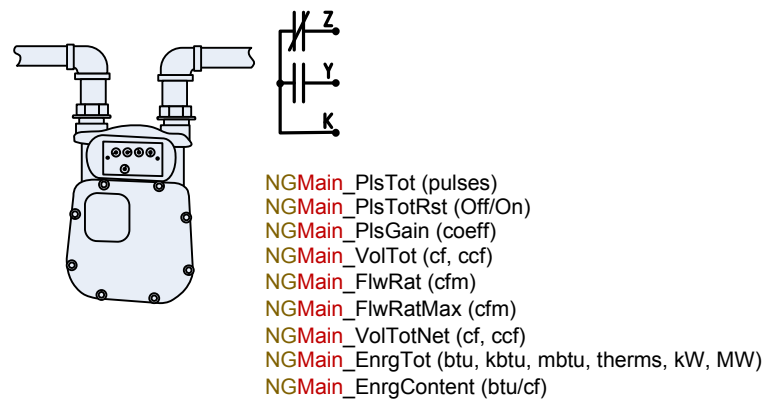 Z
Y
K
NGMain_PlsTot (pulses)
NGMain_PlsTotRst (Off/On)
NGMain_PlsGain (coeff)
NGMain_VolTot (cf, ccf)
NGMain_FlwRat (cfm)
NGMain_FlwRatMax (cfm)
NGMain_VolTotNet (cf, ccf)
NGMain_EnrgTot (btu, kbtu, mbtu, therms, kW, MW)
NGMain_EnrgContent (btu/cf)